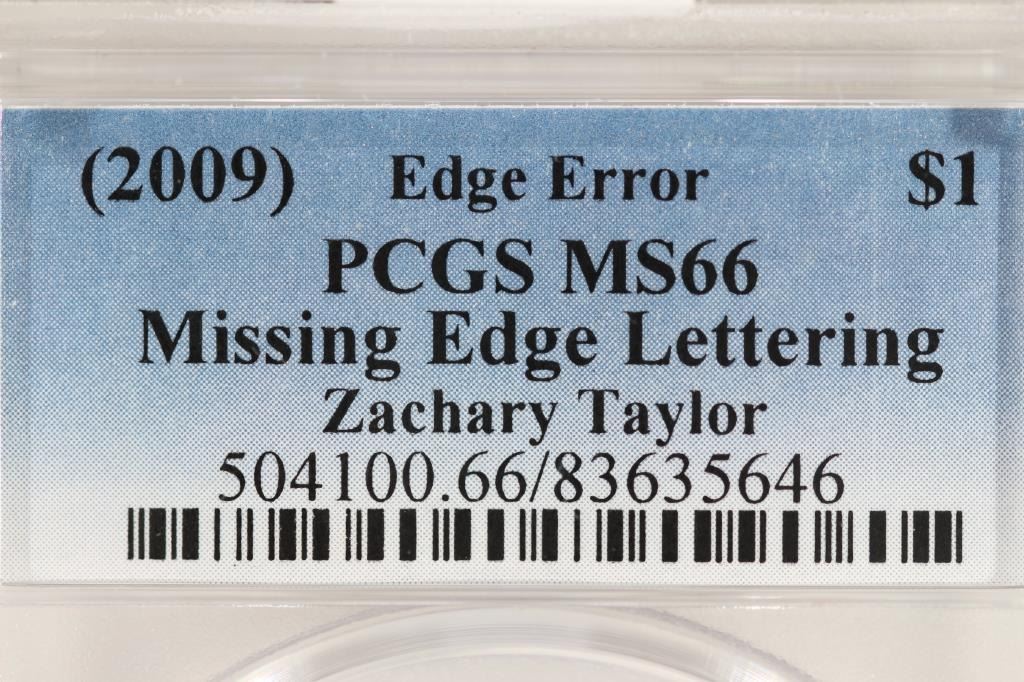 (2009) Edge Error $1
PCGS MS66
Missing Edge Lettering
Zachary Taylor
504100.66/83635646